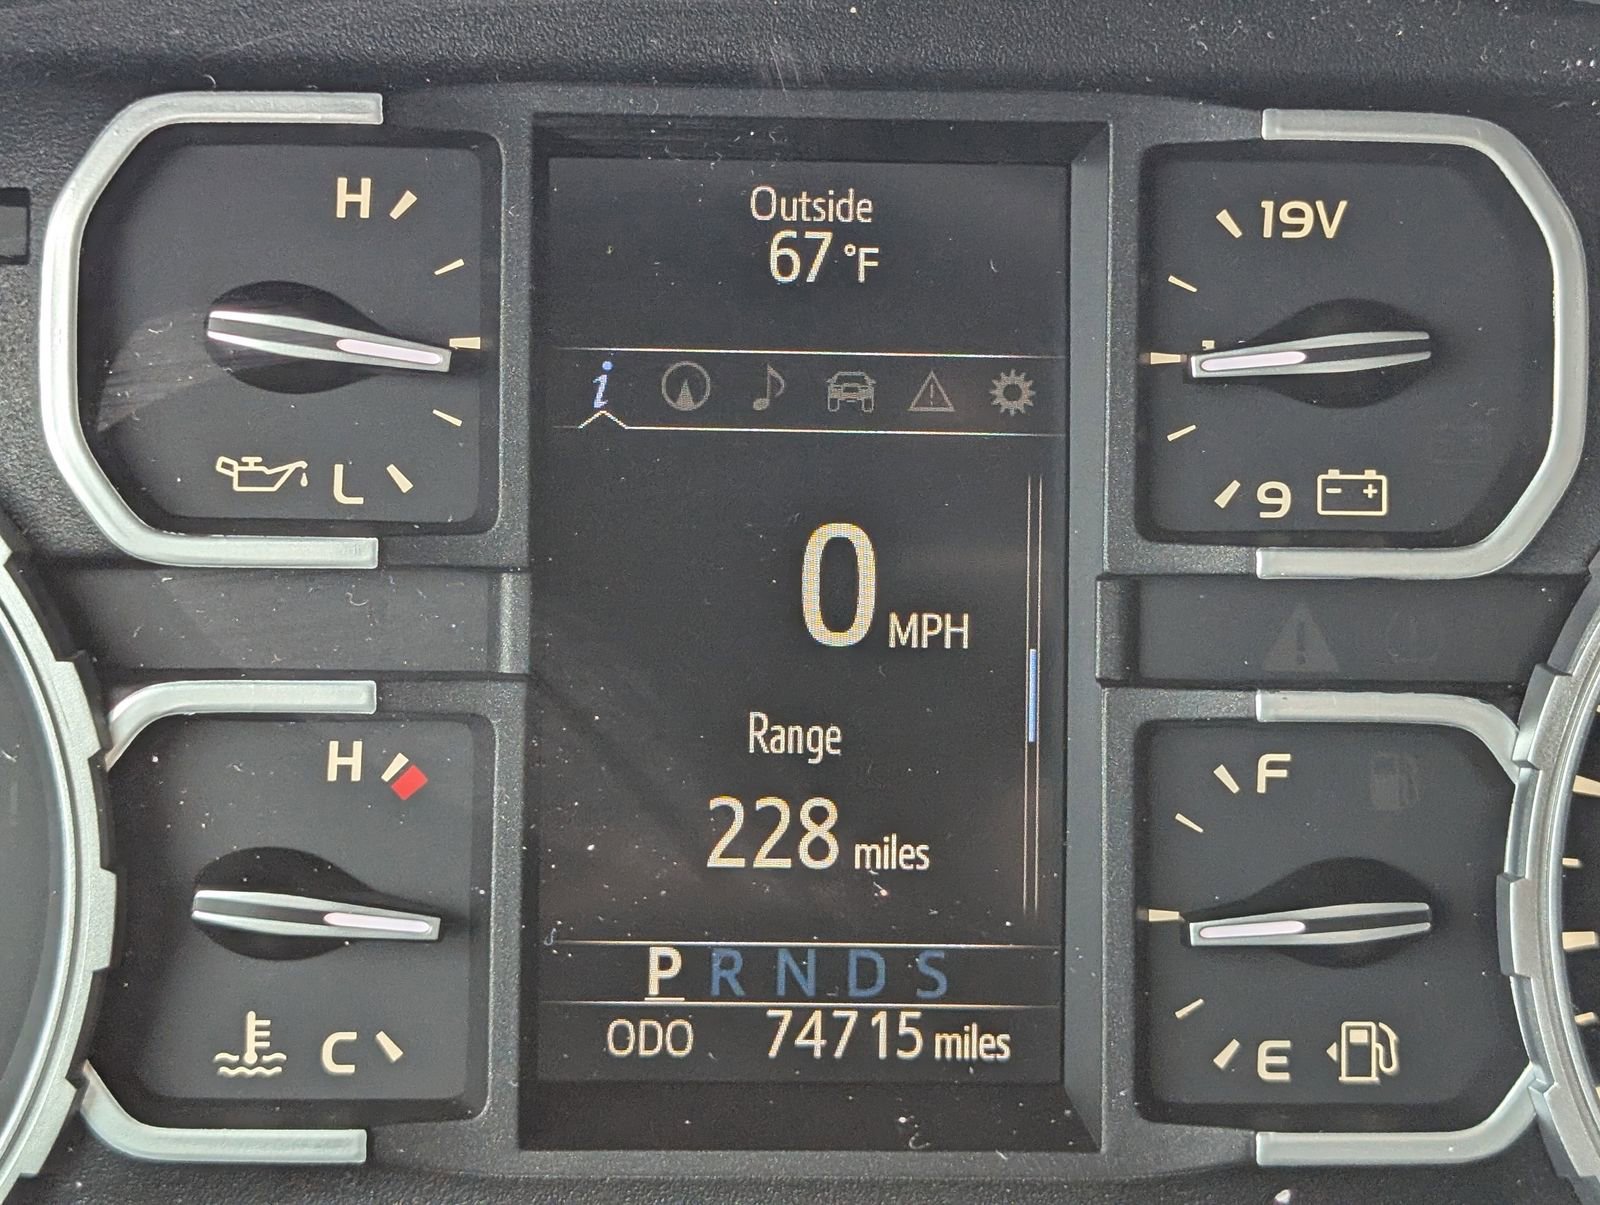 H
L
19V
9
Outside
67 °F
i
0 MPH
Range
228 miles
P R N D S
ODO 74715 miles
H
C
F
E